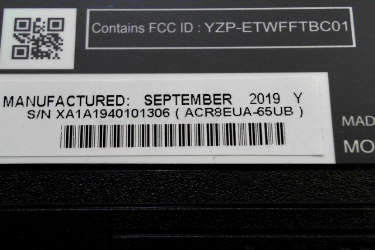 Contains FCC ID : YZP-ETWFFTBC01
MANUFACTURED: SEPTEMBER 2019 Y
S/N XA1A1940101306 ( ACR8EUA-65UB )
MAD
MO